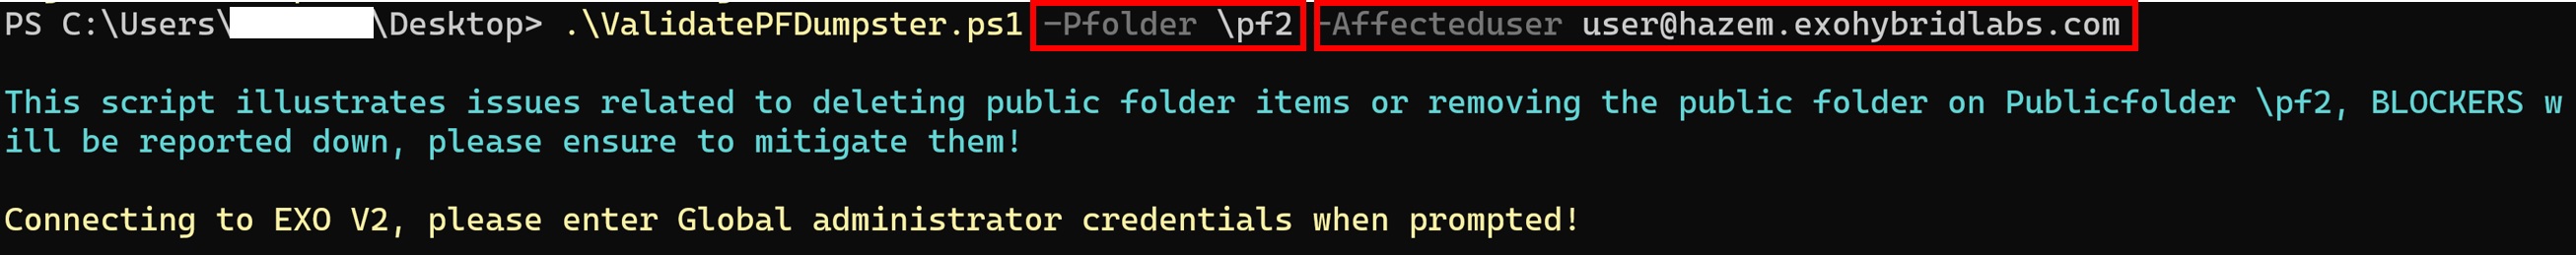 PS C:\Users\ \Desktop> .\ValidatePFDumpster.ps1 -Pfolder \pf2 -Affecteduser user@hazem.exohybridlabs.com
This script illustrates issues related to deleting public folder items or removing the public folder on Publicfolder \pf2, BLOCKERS w
ill be reported down, please ensure to mitigate them!
Connecting to EXO V2, please enter Global administrator credentials when prompted!